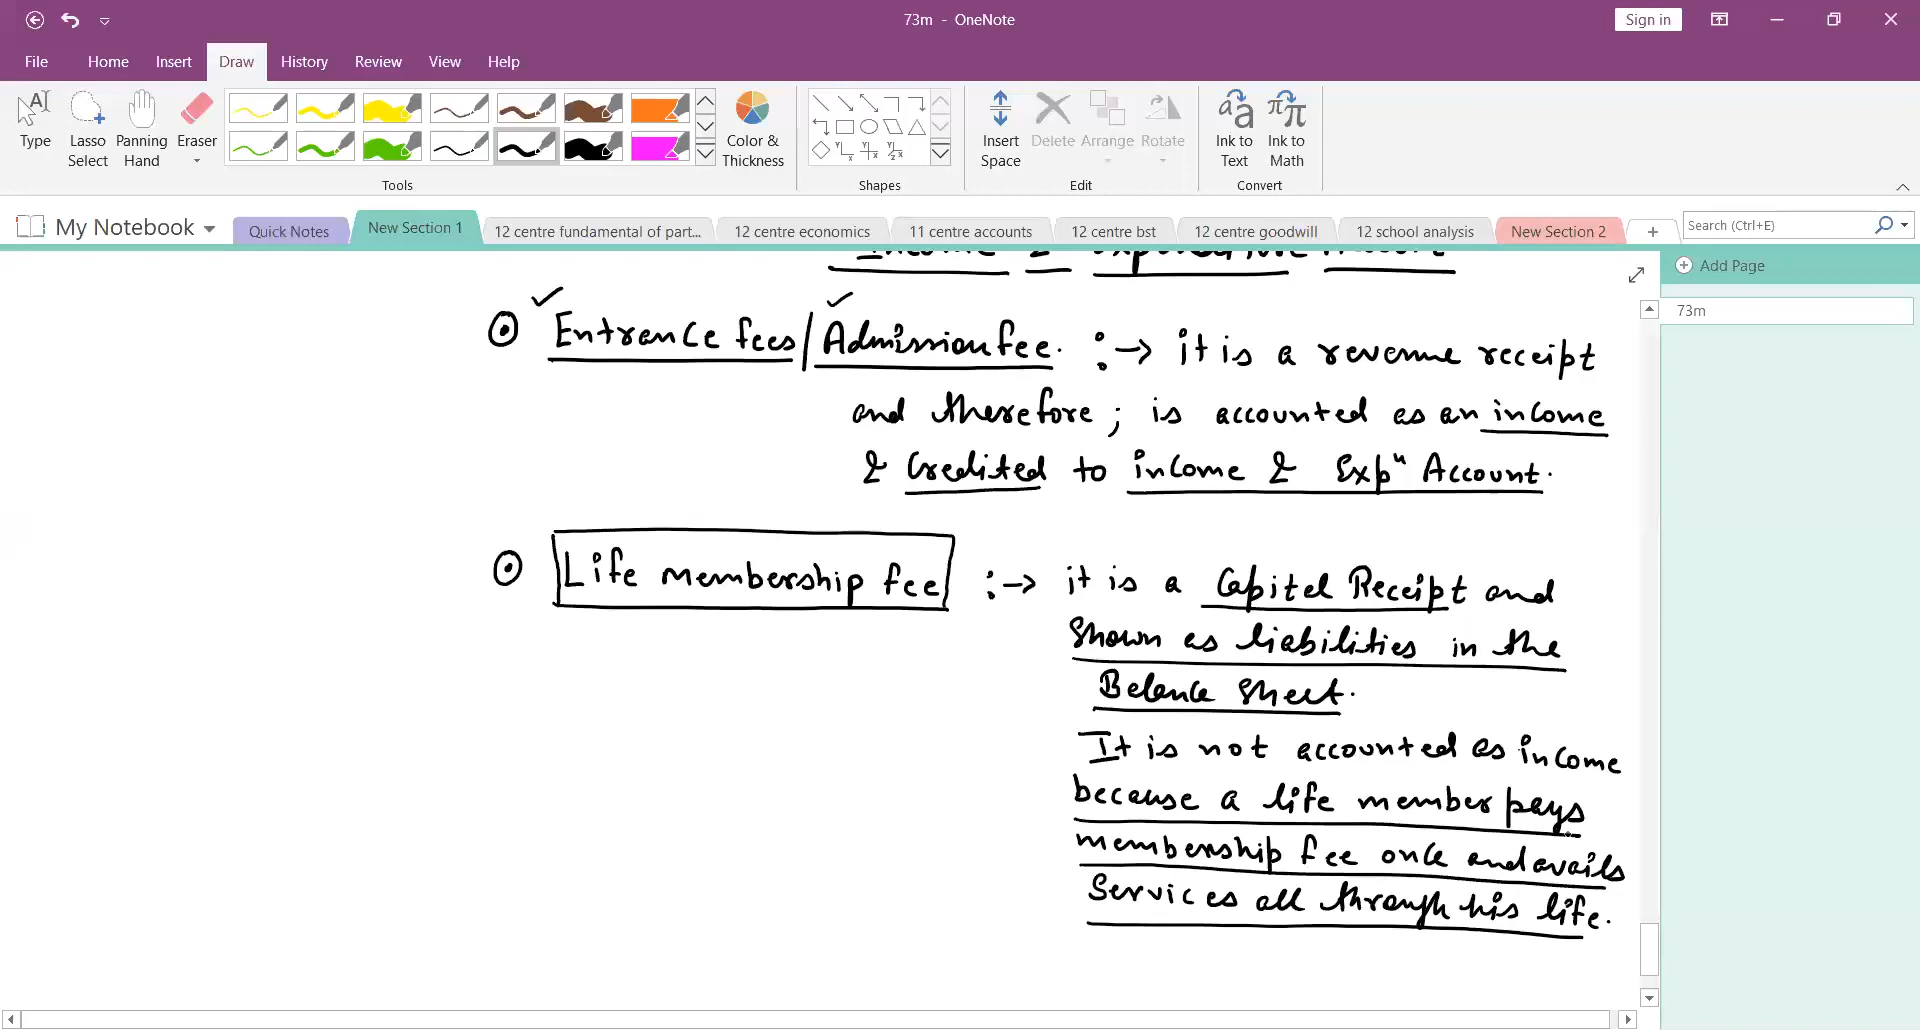 73m - OneNote
Sign in
File Home Insert Draw History Review View Help
Type
Lasso Select
Panning Hand
Eraser
Color & Thickness
Insert Space
Delete
Arrange
Rotate
Ink to Text
Ink to Math
Tools Shapes Edit Convert
My Notebook Quick Notes New Section 1 12 centre fundamental of part... 12 centre economics 11 centre accounts 12 centre bst 12 centre goodwill 12 school analysis New Section 2 + Search (Ctrl+E)
Add Page
73m
Income & Expenditure Account
Entrance fees / Admission fee. :→ it is a revenue receipt
and therefore ; is accounted as an income
& Credited to income & Expⁿ Account.
Life membership fee :→ it is a Capital Receipt and
Shown as liabilities in the
Balance Sheet.
It is not accounted as income
because a life member pays
membership fee once and avails
Services all through his life.